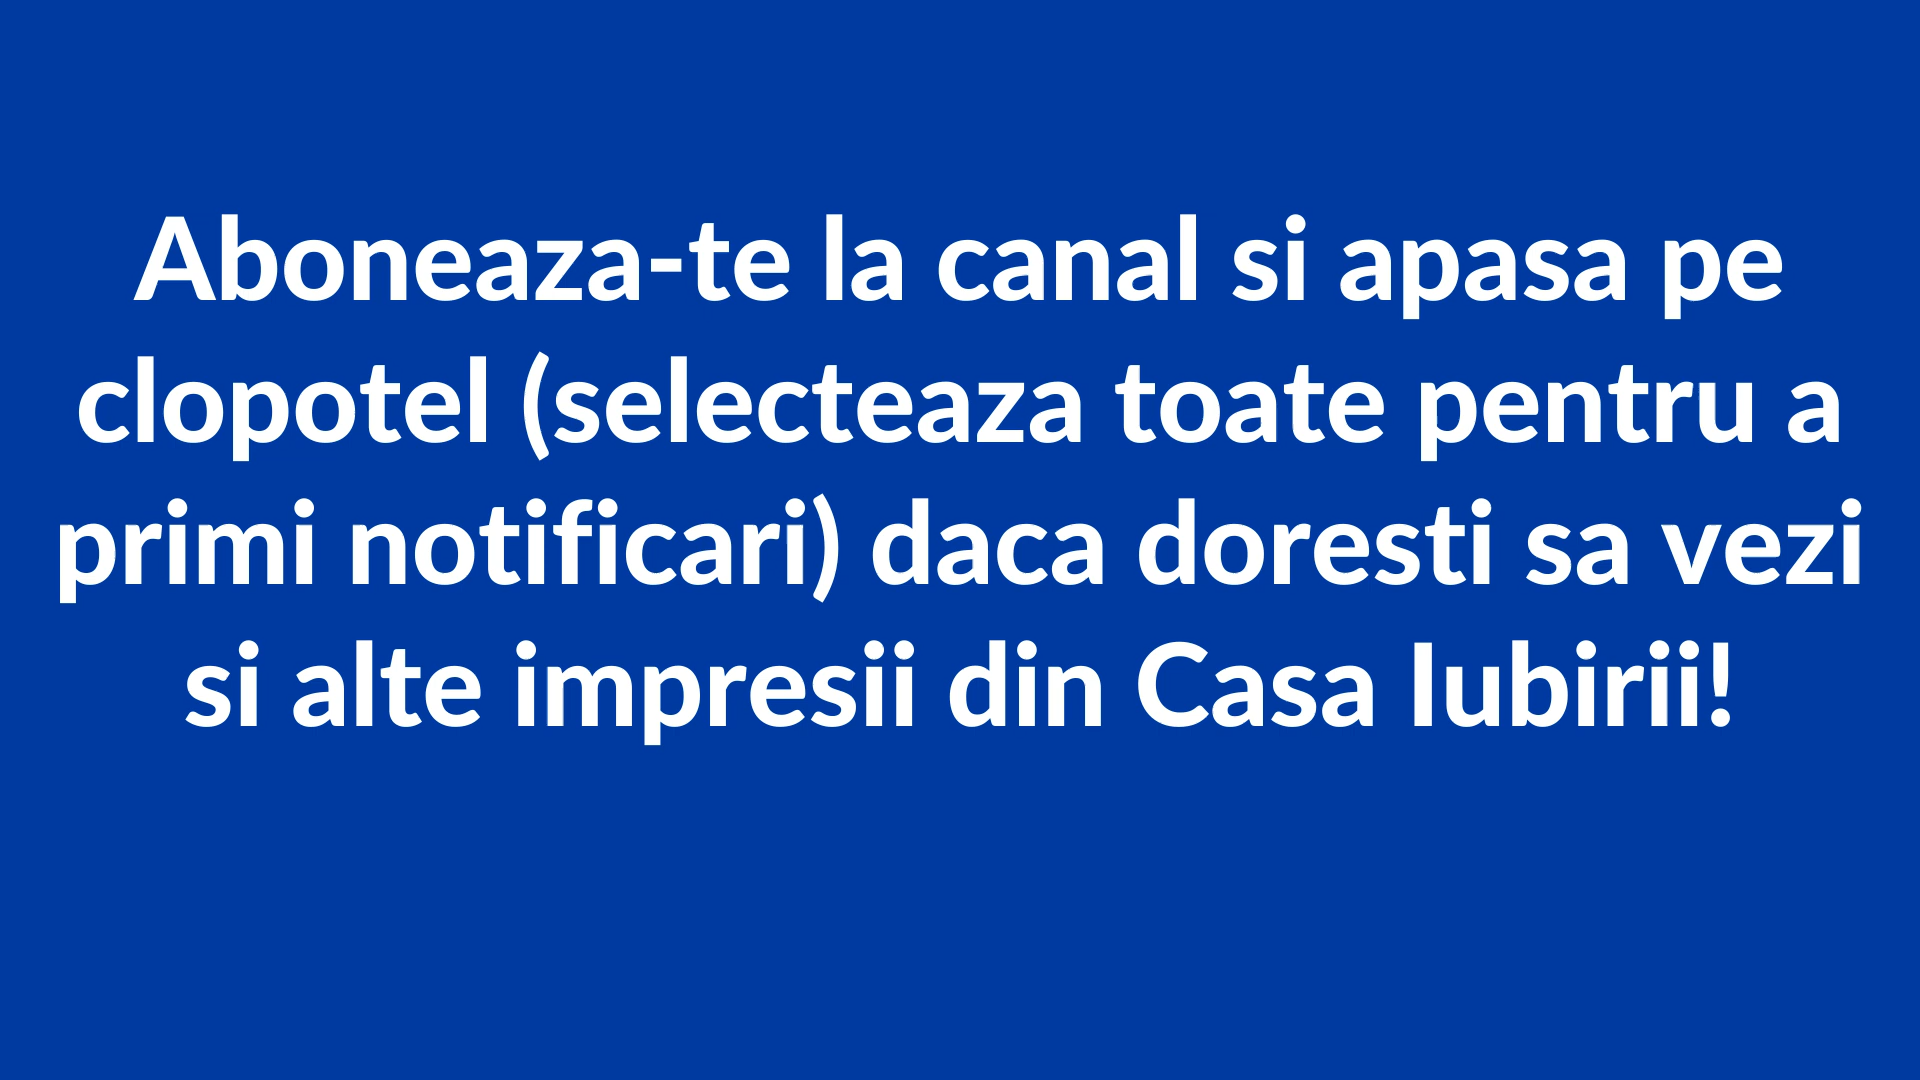 Aboneaza-te la canal si apasa pe
clopotel (selecteaza toate pentru a
primi notificari) daca doresti sa vezi
si alte impresii din Casa Iubirii!